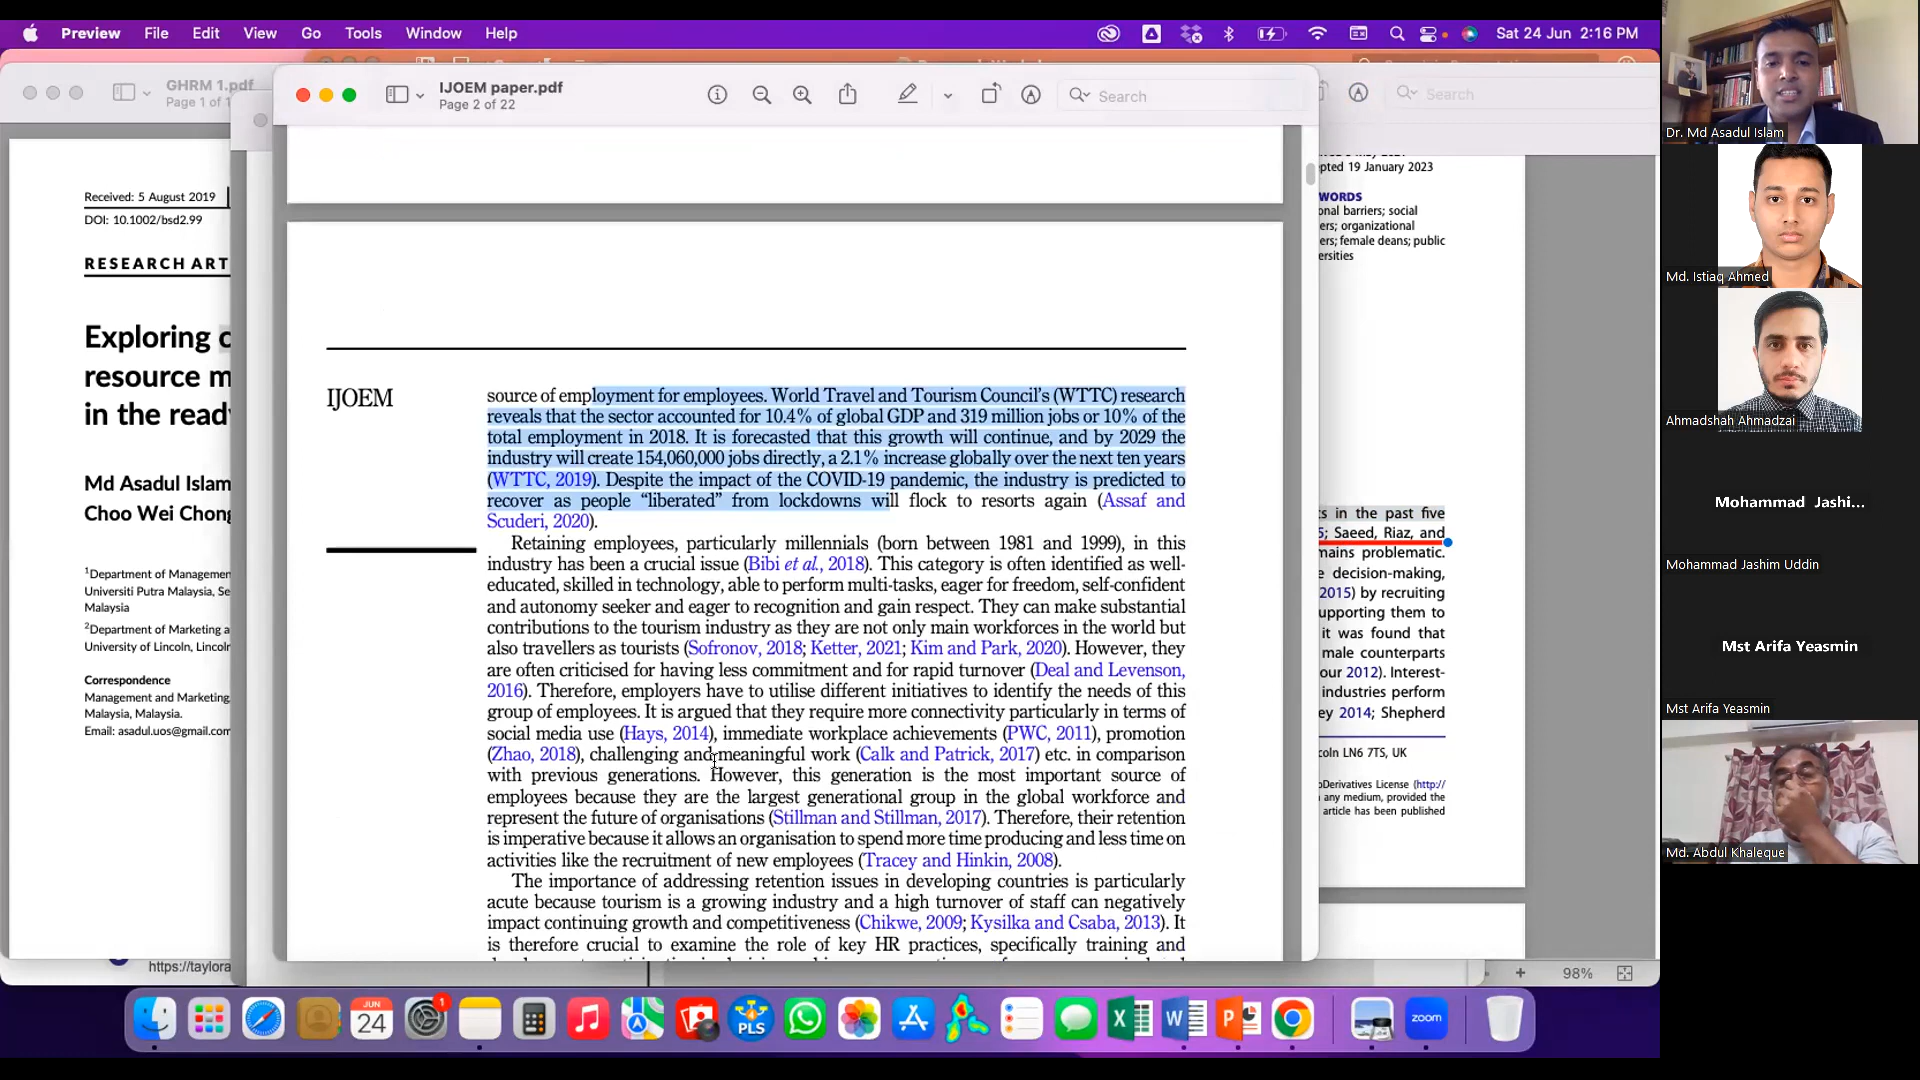 Preview File Edit View Go Tools Window Help
Sat 24 Jun 2:16 PM
GHRM 1.pdf
Page 1 of 1
IJOEM paper.pdf
Page 2 of 22
Search
Search
Received: 5 August 2019
DOI: 10.1002/bsd2.99
RESEARCH ART
Exploring c
resource m
in the read
Md Asadul Islam
Choo Wei Chong
1Department of Managemen
Universiti Putra Malaysia, Se
Malaysia
2Department of Marketing a
University of Lincoln, Lincoln
Correspondence
Management and Marketing,
Malaysia, Malaysia.
Email: asadul.uos@gmail.com
https://taylora
IJOEM
source of employment for employees. World Travel and Tourism Council's (WTTC) research
reveals that the sector accounted for 10.4% of global GDP and 319 million jobs or 10% of the
total employment in 2018. It is forecasted that this growth will continue, and by 2029 the
industry will create 154,060,000 jobs directly, a 2.1% increase globally over the next ten years
(WTTC, 2019). Despite the impact of the COVID-19 pandemic, the industry is predicted to
recover as people “liberated” from lockdowns will flock to resorts again (Assaf and
Scuderi, 2020).
Retaining employees, particularly millennials (born between 1981 and 1999), in this
industry has been a crucial issue (Bibi et al., 2018). This category is often identified as well-
educated, skilled in technology, able to perform multi-tasks, eager for freedom, self-confident
and autonomy seeker and eager to recognition and gain respect. They can make substantial
contributions to the tourism industry as they are not only main workforces in the world but
also travellers as tourists (Sofronov, 2018; Ketter, 2021; Kim and Park, 2020). However, they
are often criticised for having less commitment and for rapid turnover (Deal and Levenson,
2016). Therefore, employers have to utilise different initiatives to identify the needs of this
group of employees. It is argued that they require more connectivity particularly in terms of
social media use (Hays, 2014), immediate workplace achievements (PWC, 2011), promotion
(Zhao, 2018), challenging and meaningful work (Calk and Patrick, 2017) etc. in comparison
with previous generations. However, this generation is the most important source of
employees because they are the largest generational group in the global workforce and
represent the future of organisations (Stillman and Stillman, 2017). Therefore, their retention
is imperative because it allows an organisation to spend more time producing and less time on
activities like the recruitment of new employees (Tracey and Hinkin, 2008).
The importance of addressing retention issues in developing countries is particularly
acute because tourism is a growing industry and a high turnover of staff can negatively
impact continuing growth and competitiveness (Chikwe, 2009; Kysilka and Csaba, 2013). It
is therefore crucial to examine the role of key HR practices, specifically training and
pted 19 January 2023
WORDS
onal barriers; social
ers; organizational
ers; female deans; public
ersities
ts in the past five
5; Saeed, Riaz, and
mains problematic.
e decision-making,
2015) by recruiting
upporting them to
it was found that
male counterparts
our 2012). Interest-
industries perform
ey 2014; Shepherd
coln LN6 7TS, UK
oDerivatives License (http://
any medium, provided the
article has been published
98%
JUN
24
1
PLS
zoom
Dr. Md Asadul Islam
Md. Istiaq Ahmed
Ahmadshah Ahmadzai
Mohammad Jashi...
Mohammad Jashim Uddin
Mst Arifa Yeasmin
Mst Arifa Yeasmin
Md. Abdul Khaleque